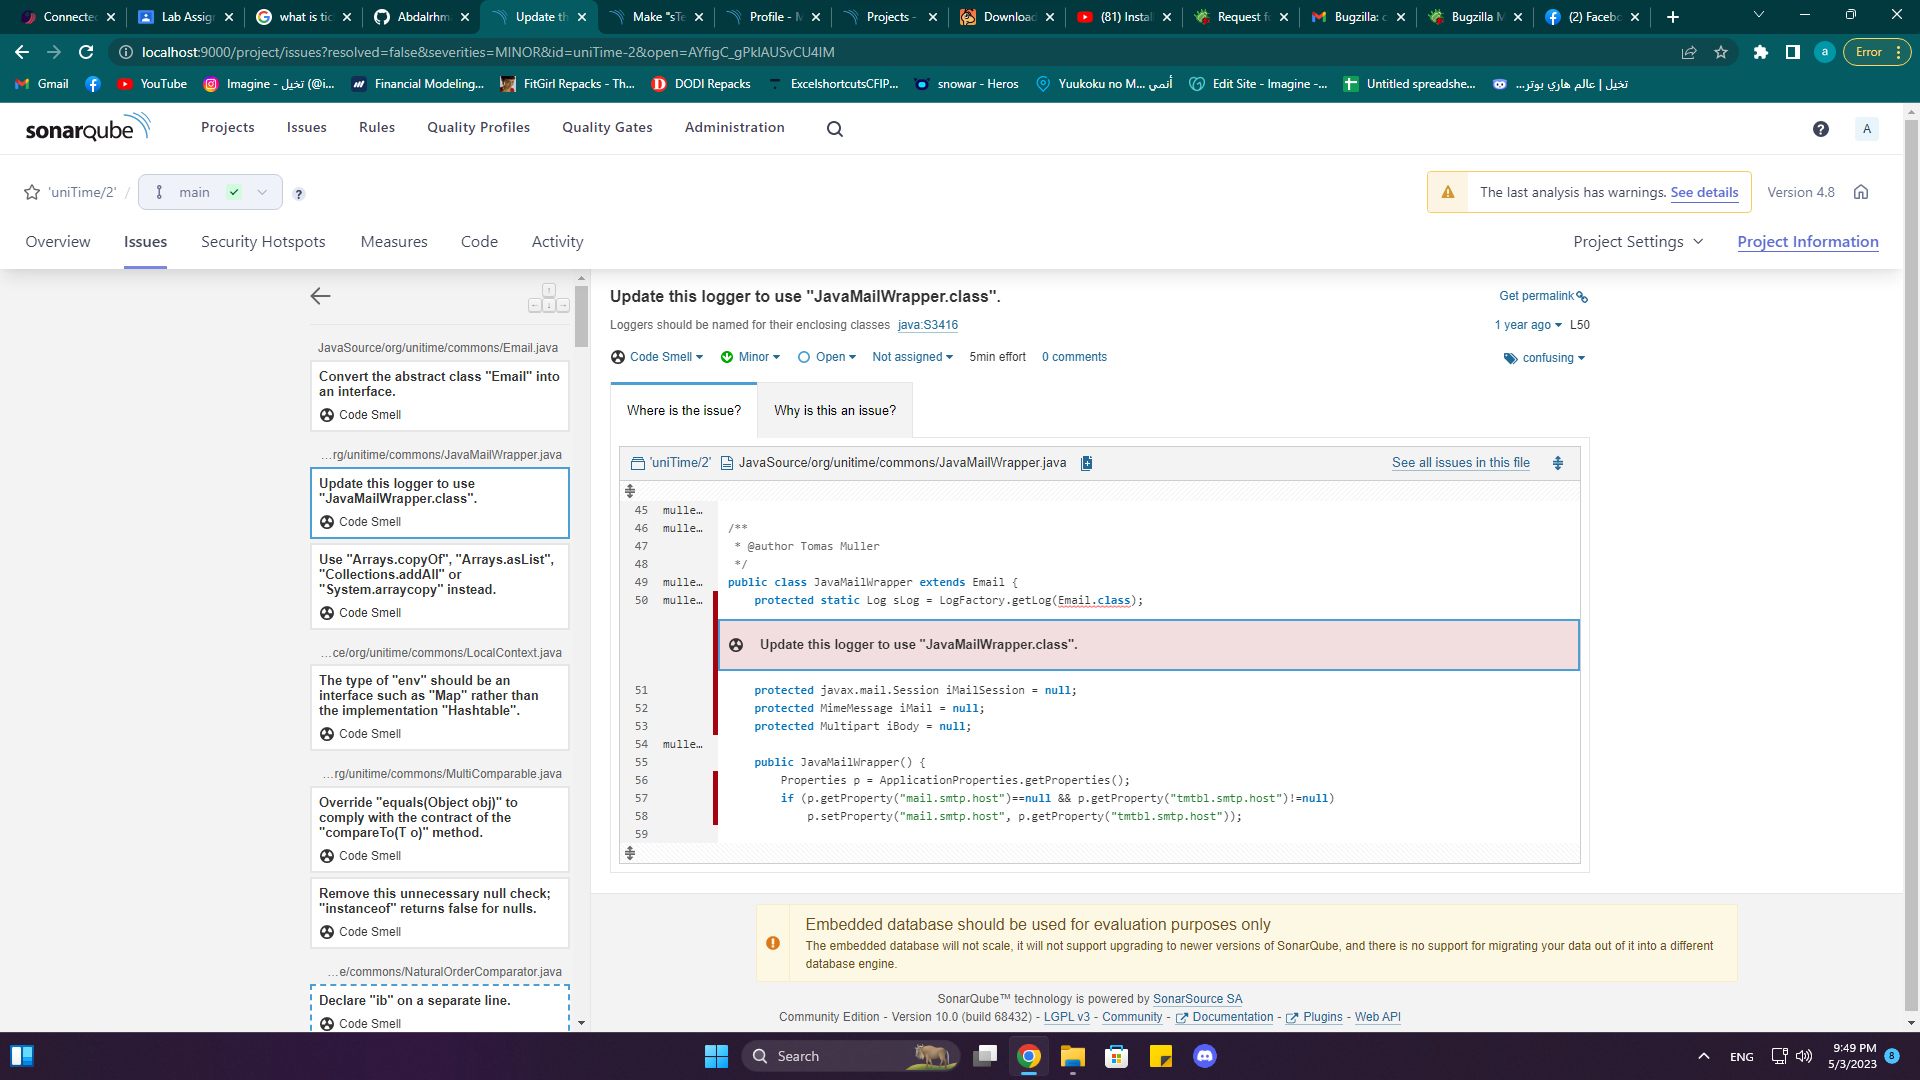 Connected
Lab Assig
what is tic
Abdalrhm
Update th
Make "sTe
Profile - M
Projects -
Download
(81) Instal
Request fo
Bugzilla: c
Bugzilla M
(2) Facebo
localhost:9000/project/issues?resolved=false&severities=MINOR&id=uniTime-2&open=AYfigC_gPklAUSvCU4IM
a
Error
Gmail
YouTube
Imagine - تخيل (@i...
Financial Modeling...
FitGirl Repacks - Th...
DODI Repacks
ExcelshortcutsCFIP...
snowar - Heros
Yuukoku no M... أنمي
Edit Site - Imagine -...
Untitled spreadshe...
تخيل | عالم هاري بوتر...
sonarqube
Projects
Issues
Rules
Quality Profiles
Quality Gates
Administration
A
'uniTime/2' /
main
The last analysis has warnings. See details
Version 4.8
Overview
Issues
Security Hotspots
Measures
Code
Activity
Project Settings
Project Information
JavaSource/org/unitime/commons/Email.java
Convert the abstract class "Email" into
an interface.
Code Smell
...rg/unitime/commons/JavaMailWrapper.java
Update this logger to use
"JavaMailWrapper.class".
Code Smell
Use "Arrays.copyOf", "Arrays.asList",
"Collections.addAll" or
"System.arraycopy" instead.
Code Smell
...ce/org/unitime/commons/LocalContext.java
The type of "env" should be an
interface such as "Map" rather than
the implementation "Hashtable".
Code Smell
...rg/unitime/commons/MultiComparable.java
Override "equals(Object obj)" to
comply with the contract of the
"compareTo(T o)" method.
Code Smell
Remove this unnecessary null check;
"instanceof" returns false for nulls.
Code Smell
...e/commons/NaturalOrderComparator.java
Declare "ib" on a separate line.
Code Smell
Update this logger to use "JavaMailWrapper.class".
Get permalink
Loggers should be named for their enclosing classes java:S3416
1 year ago L50
Code Smell
Minor
Open
Not assigned
5min effort
0 comments
confusing
Where is the issue?
Why is this an issue?
'uniTime/2' JavaSource/org/unitime/commons/JavaMailWrapper.java
See all issues in this file
45 mulle…
46 mulle… /**
47 * @author Tomas Muller
48 */
49 mulle… public class JavaMailWrapper extends Email {
50 mulle… protected static Log sLog = LogFactory.getLog(Email.class);
Update this logger to use "JavaMailWrapper.class".
51 protected javax.mail.Session iMailSession = null;
52 protected MimeMessage iMail = null;
53 protected Multipart iBody = null;
54 mulle…
55 public JavaMailWrapper() {
56 Properties p = ApplicationProperties.getProperties();
57 if (p.getProperty("mail.smtp.host")==null && p.getProperty("tmtbl.smtp.host")!=null)
58 p.setProperty("mail.smtp.host", p.getProperty("tmtbl.smtp.host"));
59
Embedded database should be used for evaluation purposes only
The embedded database will not scale, it will not support upgrading to newer versions of SonarQube, and there is no support for migrating your data out of it into a different
database engine.
SonarQube™ technology is powered by SonarSource SA
Community Edition - Version 10.0 (build 68432) - LGPL v3 - Community - Documentation - Plugins - Web API
Search
ENG
9:49 PM
5/3/2023
8